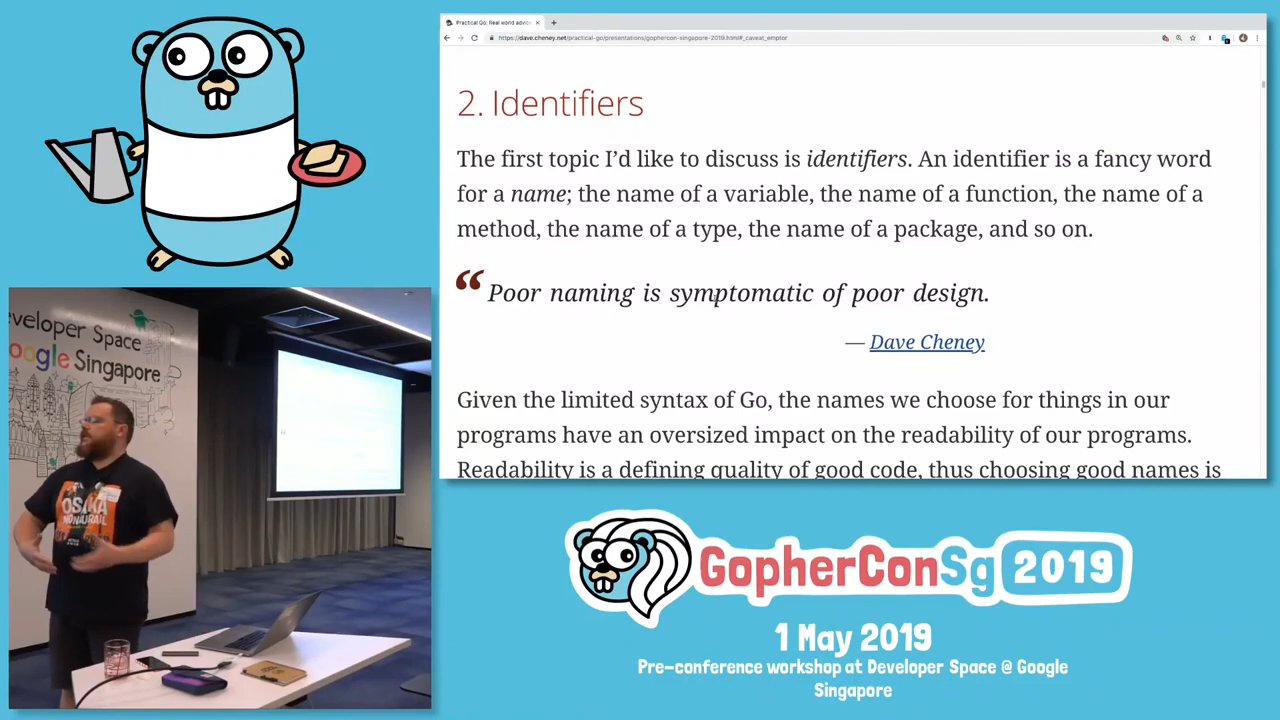 Practical Go: Real world advic
https://dave.cheney.net/practical-go/presentations/gophercon-singapore-2019.html#_caveat_emptor
2. Identifiers
The first topic I'd like to discuss is identifiers. An identifier is a fancy word
for a name; the name of a variable, the name of a function, the name of a
method, the name of a type, the name of a package, and so on.
“ Poor naming is symptomatic of poor design.
— Dave Cheney
Given the limited syntax of Go, the names we choose for things in our
programs have an oversized impact on the readability of our programs.
Readability is a defining quality of good code, thus choosing good names is
eveloper Space
oogle Singapore
OSAKA
MONAURAIL
GopherConSg 2019
1 May 2019
Pre-conference workshop at Developer Space @ Google
Singapore